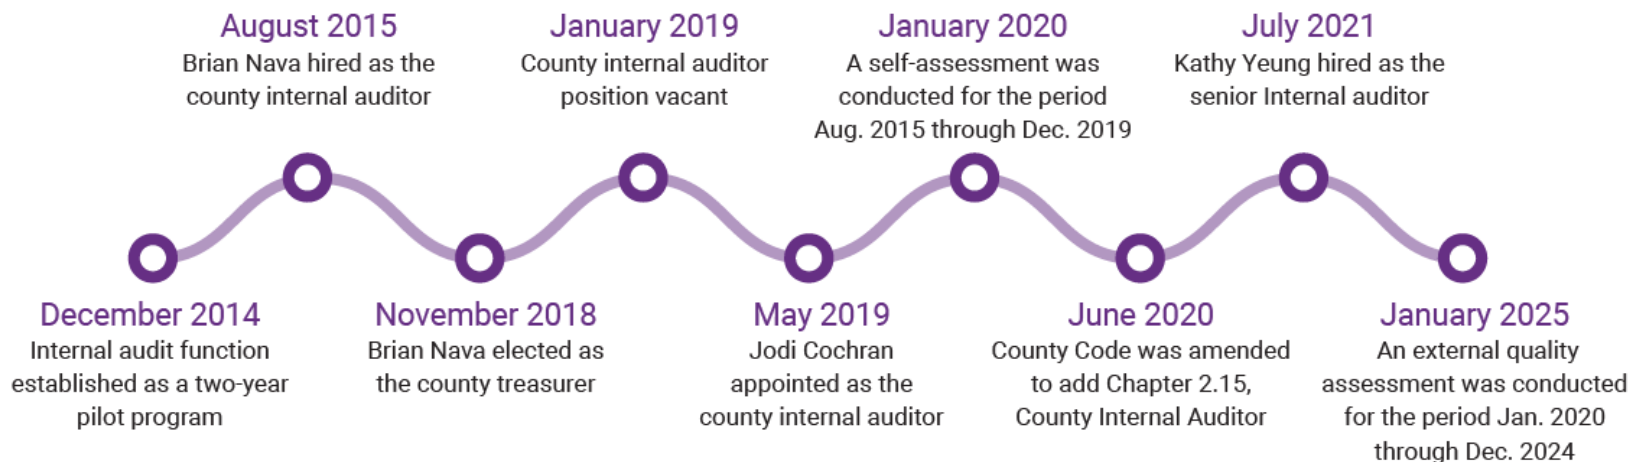 December 2014
Internal audit function
established as a two-year
pilot program
August 2015
Brian Nava hired as the
county internal auditor
November 2018
Brian Nava elected as
the county treasurer
January 2019
County internal auditor
position vacant
May 2019
Jodi Cochran
appointed as the
county internal auditor
January 2020
A self-assessment was
conducted for the period
Aug. 2015 through Dec. 2019
June 2020
County Code was amended
to add Chapter 2.15,
County Internal Auditor
July 2021
Kathy Yeung hired as the
senior Internal auditor
January 2025
An external quality
assessment was conducted
for the period Jan. 2020
through Dec. 2024